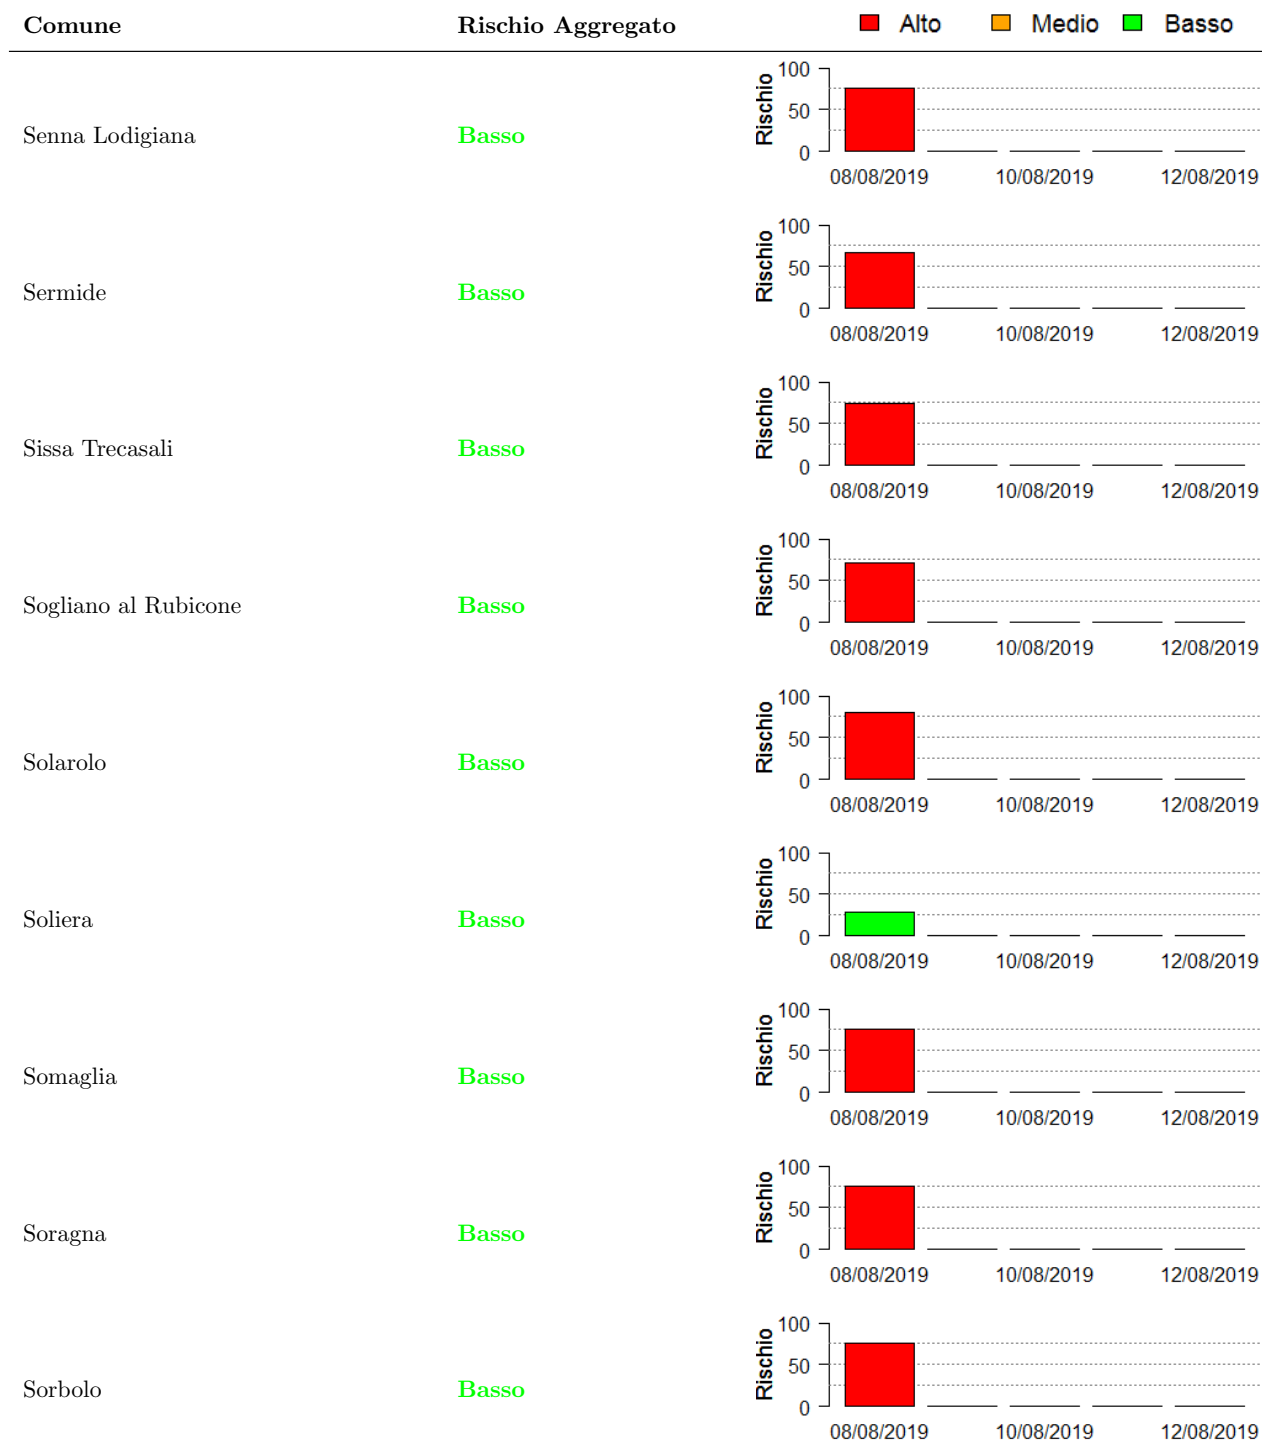 Comune Rischio Aggregato Alto Medio Basso
Senna Lodigiana Basso
Rischio
100
50
0
08/08/2019 10/08/2019 12/08/2019
Sermide Basso
Rischio
100
50
0
08/08/2019 10/08/2019 12/08/2019
Sissa Trecasali Basso
Rischio
100
50
0
08/08/2019 10/08/2019 12/08/2019
Sogliano al Rubicone Basso
Rischio
100
50
0
08/08/2019 10/08/2019 12/08/2019
Solarolo Basso
Rischio
100
50
0
08/08/2019 10/08/2019 12/08/2019
Soliera Basso
Rischio
100
50
0
08/08/2019 10/08/2019 12/08/2019
Somaglia Basso
Rischio
100
50
0
08/08/2019 10/08/2019 12/08/2019
Soragna Basso
Rischio
100
50
0
08/08/2019 10/08/2019 12/08/2019
Sorbolo Basso
Rischio
100
50
0
08/08/2019 10/08/2019 12/08/2019